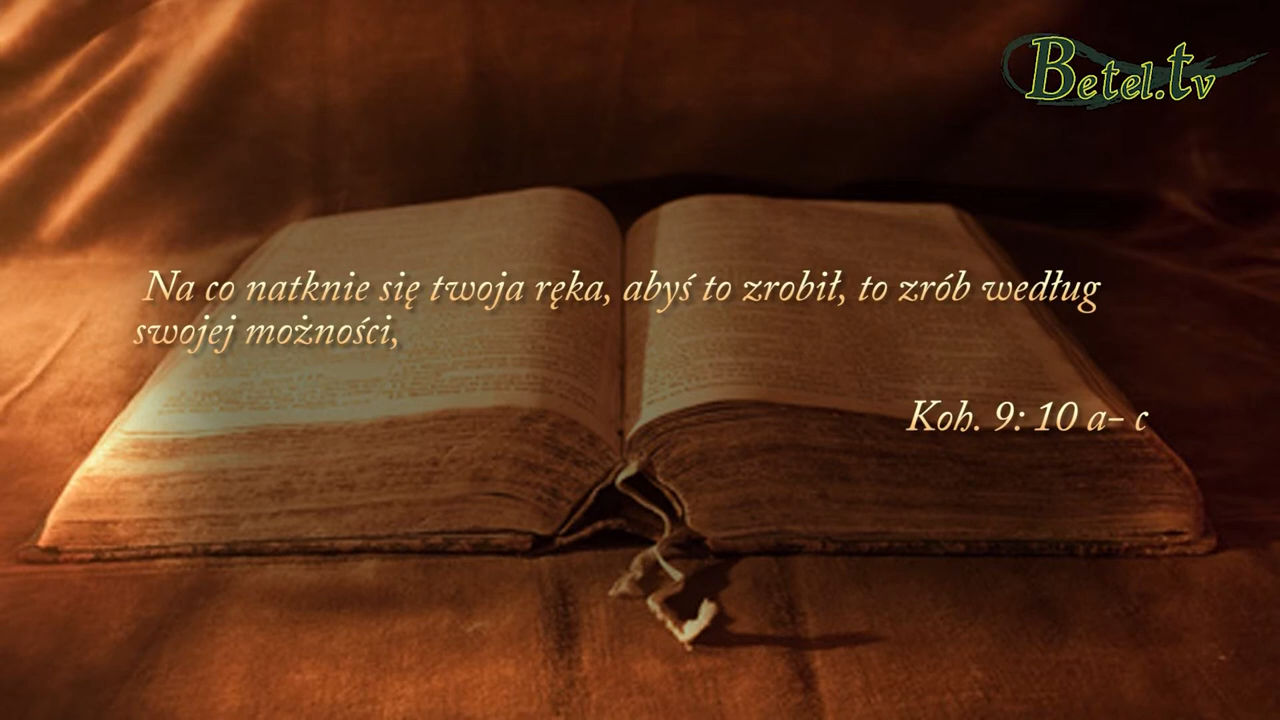 Betel.tv
Na co natknie się twoja ręka, abyś to zrobił, to zrób według
swojej możności,
Koh. 9: 10 a- c